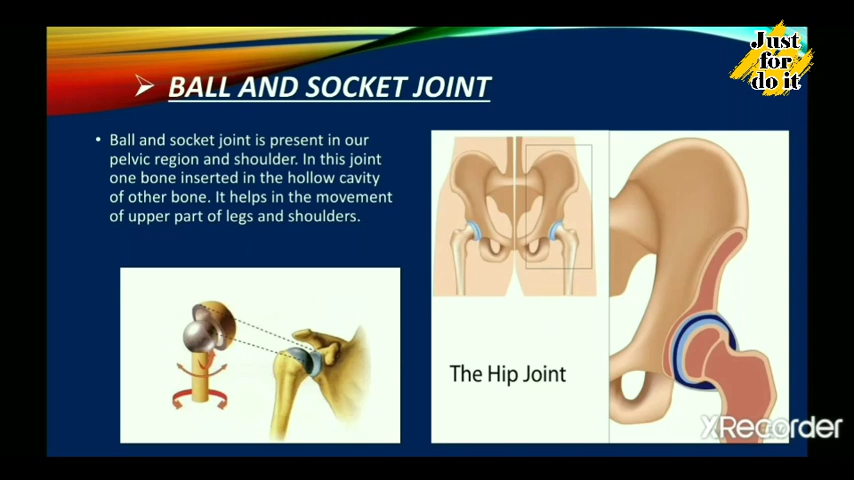 Just
for
do it
BALL AND SOCKET JOINT
• Ball and socket joint is present in our
pelvic region and shoulder. In this joint
one bone inserted in the hollow cavity
of other bone. It helps in the movement
of upper part of legs and shoulders.
The Hip Joint
XRecorder